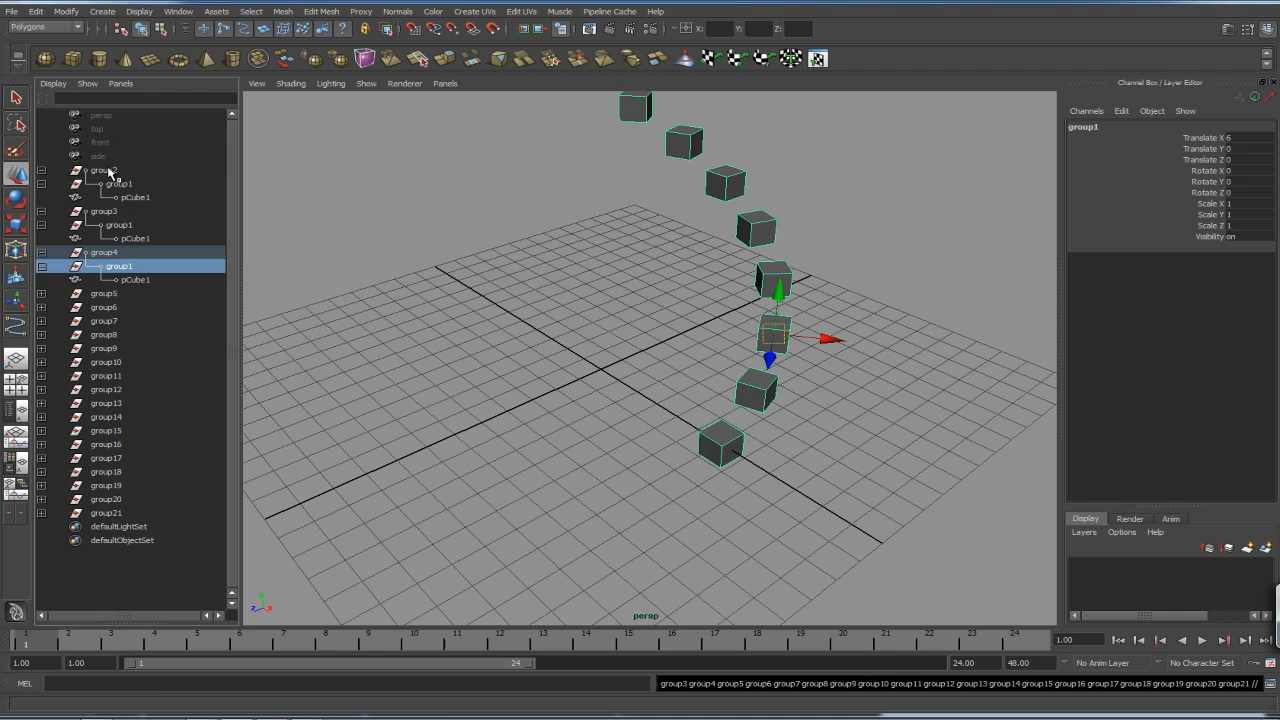 File Edit Modify Create Display Window Assets Select Mesh Edit Mesh Proxy Normals Color Create UVs Edit UVs Muscle Pipeline Cache Help
Polygons X: Y: Z:
Display Show Panels
View Shading Lighting Show Renderer Panels
Channel Box / Layer Editor
Channels Edit Object Show
persp
top
front
side
group2
group1
pCube1
group3
group1
pCube1
group4
group1
pCube1
group5
group6
group7
group8
group9
group10
group11
group12
group13
group14
group15
group16
group17
group18
group19
group20
group21
defaultLightSet
defaultObjectSet
persp
group1
Translate X 6
Translate Y 0
Translate Z 0
Rotate X 0
Rotate Y 0
Rotate Z 0
Scale X 1
Scale Y 1
Scale Z 1
Visibility on
Display Render Anim
Layers Options Help
1 2 3 4 5 6 7 8 9 10 11 12 13 14 15 16 17 18 19 20 21 22 23 24 1.00
1
1.00 1.00 1 24 24.00 48.00 No Anim Layer No Character Set
MEL group3 group4 group5 group6 group7 group8 group9 group10 group11 group12 group13 group14 group15 group16 group17 group18 group19 group20 group21 //